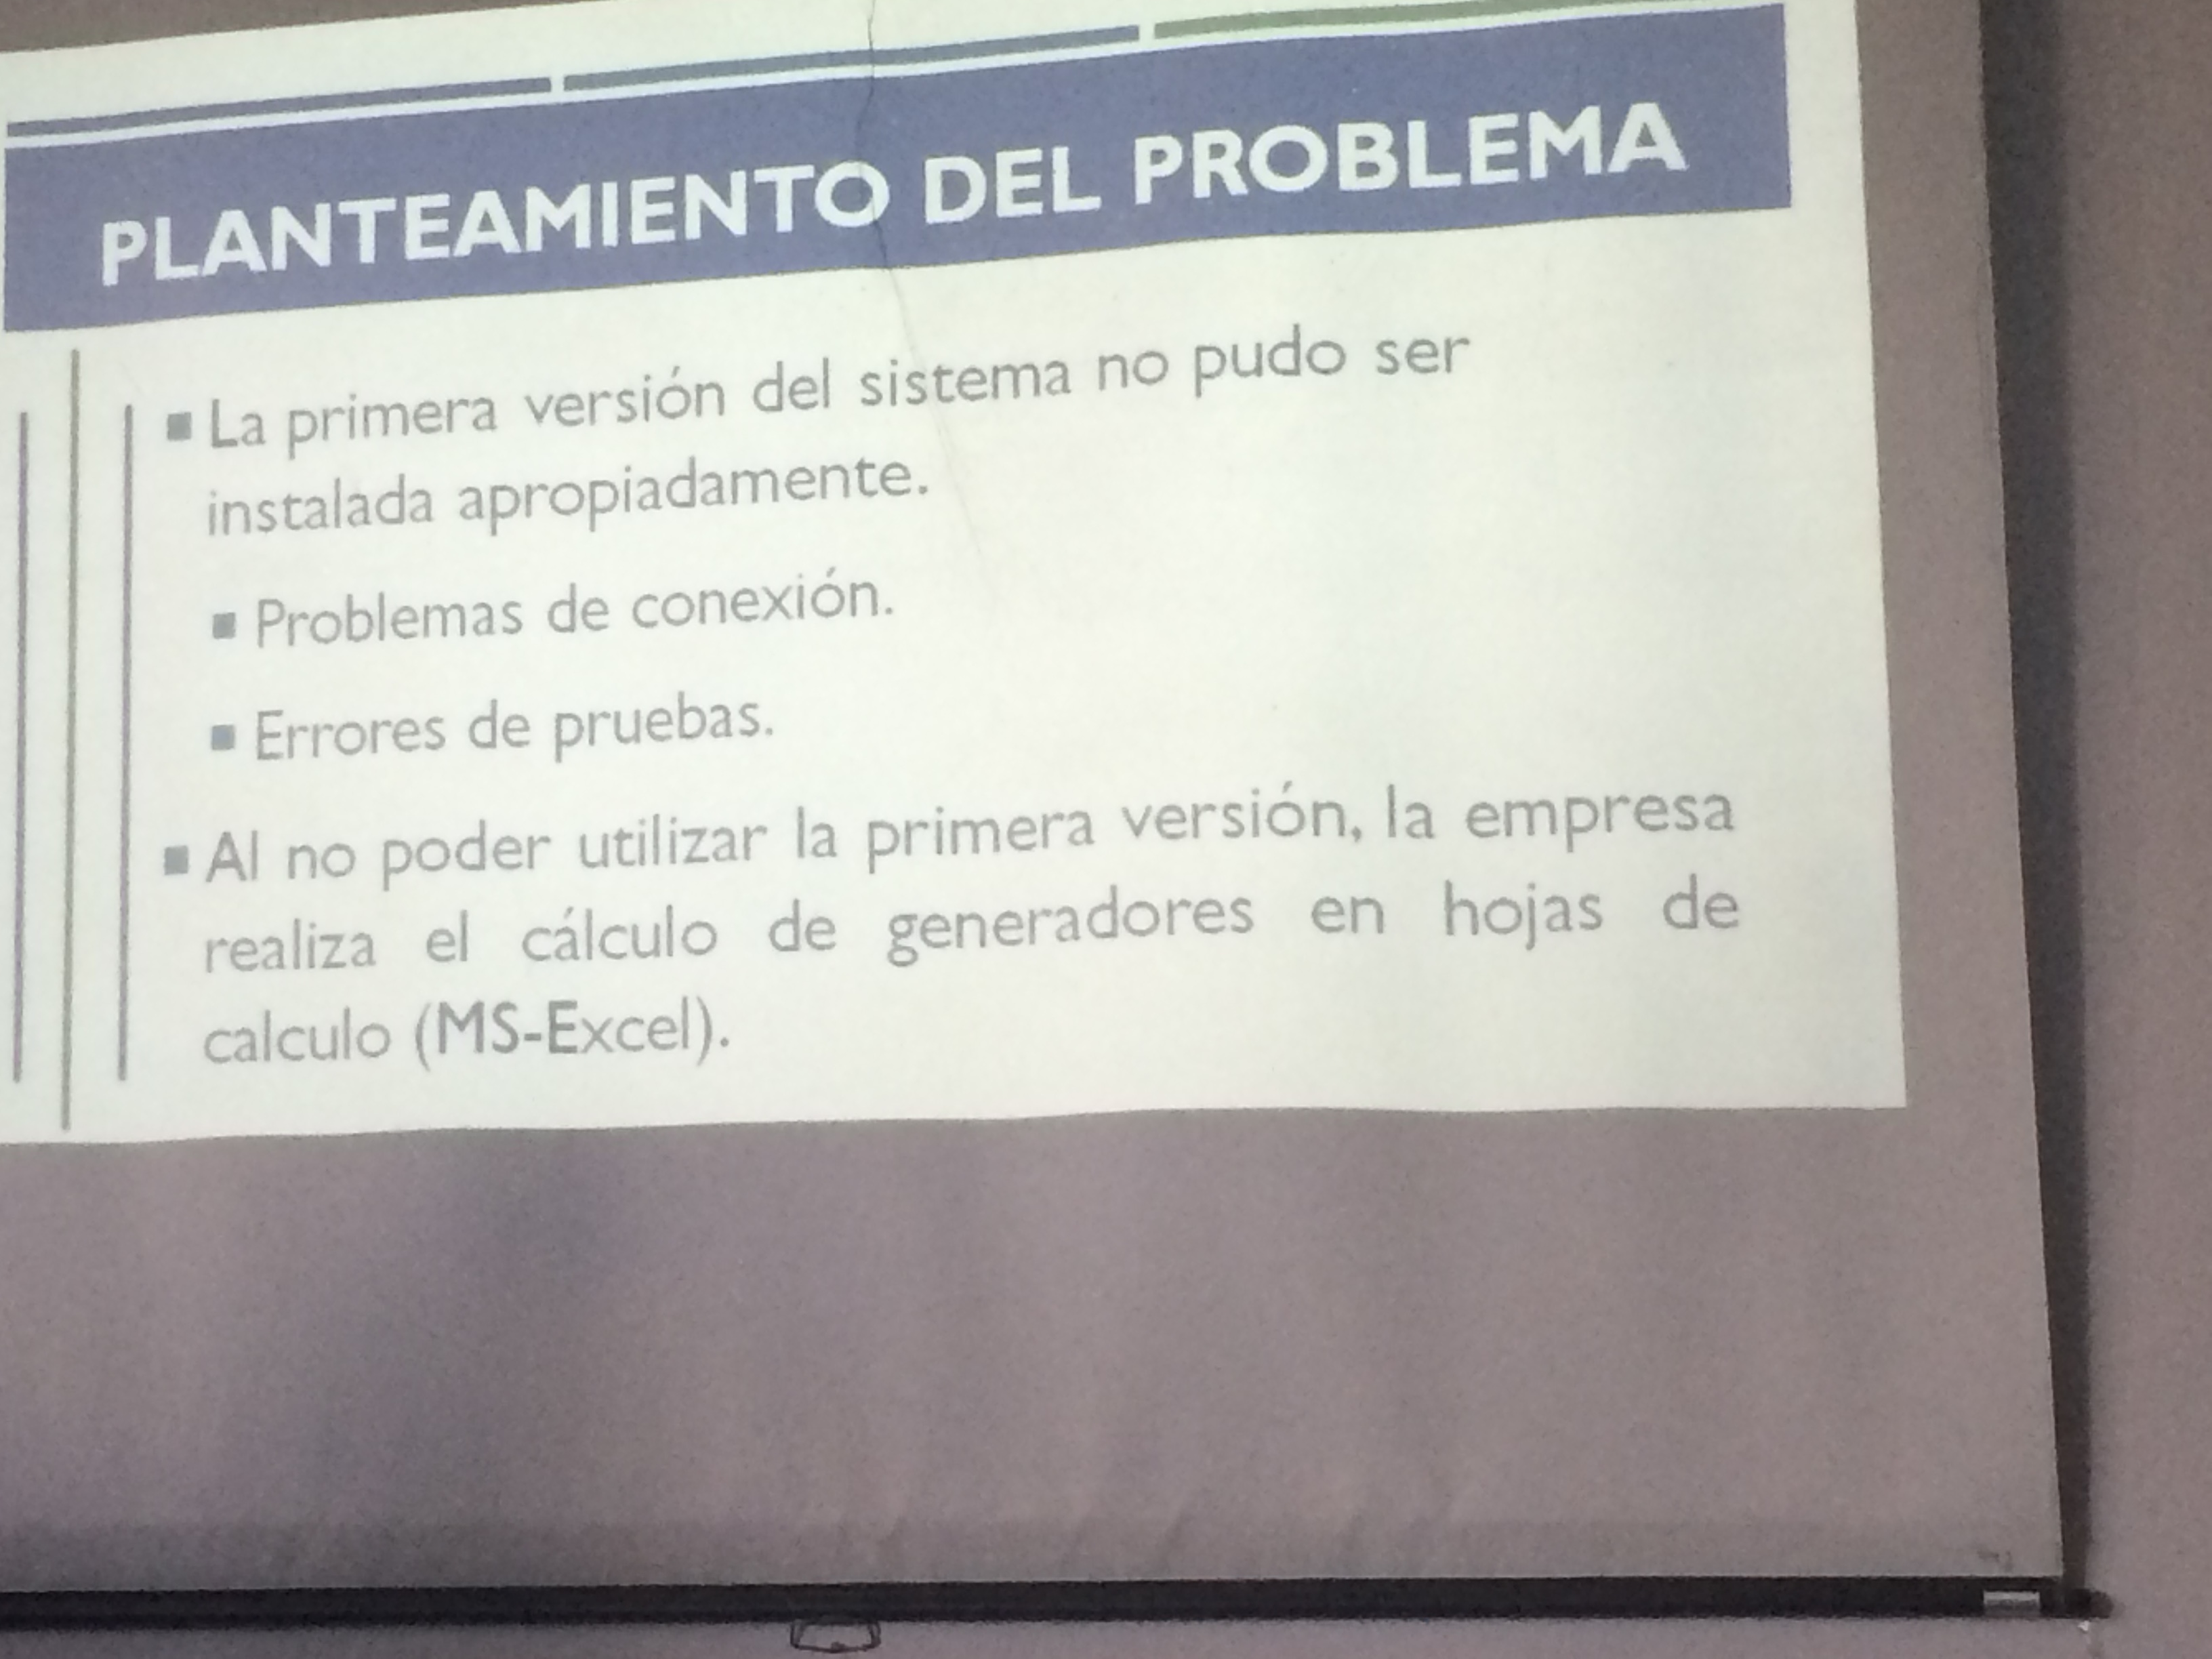 PLANTEAMIENTO DEL PROBLEMA
▪ La primera versión del sistema no pudo ser
instalada apropiadamente.
▪ Problemas de conexión.
▪ Errores de pruebas.
▪ Al no poder utilizar la primera versión, la empresa
realiza el cálculo de generadores en hojas de
calculo (MS-Excel).